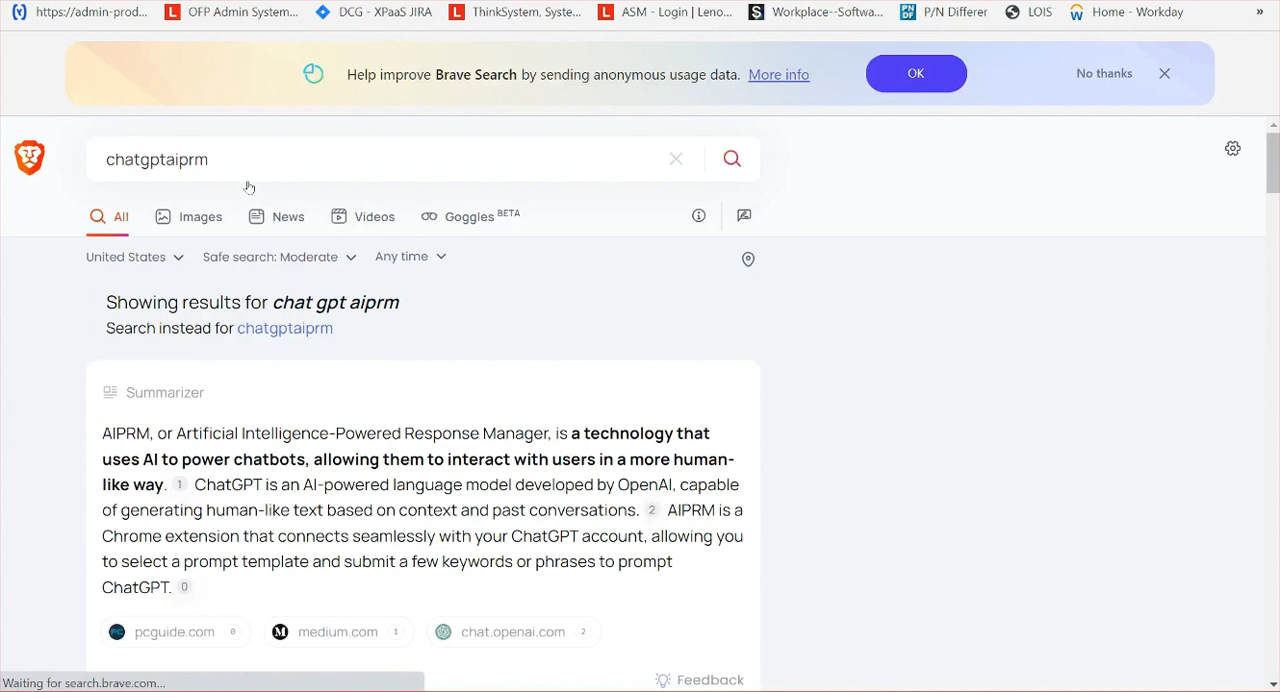 https://admin-prod... OFP Admin System... DCG - XPaaS JIRA ThinkSystem, Syste... ASM - Login | Leno... Workplace--Softwa... P/N Differer LOIS Home - Workday »
Help improve Brave Search by sending anonymous usage data. More info OK No thanks
chatgptaiprm
All Images News Videos Goggles BETA
United States Safe search: Moderate Any time
Showing results for chat gpt aiprm
Search instead for chatgptaiprm
Summarizer
AIPRM, or Artificial Intelligence-Powered Response Manager, is a technology that
uses AI to power chatbots, allowing them to interact with users in a more human-
like way. 1 ChatGPT is an AI-powered language model developed by OpenAI, capable
of generating human-like text based on context and past conversations. 2 AIPRM is a
Chrome extension that connects seamlessly with your ChatGPT account, allowing you
to select a prompt template and submit a few keywords or phrases to prompt
ChatGPT. 0
pcguide.com 0 medium.com 1 chat.openai.com 2
Feedback
Waiting for search.brave.com...